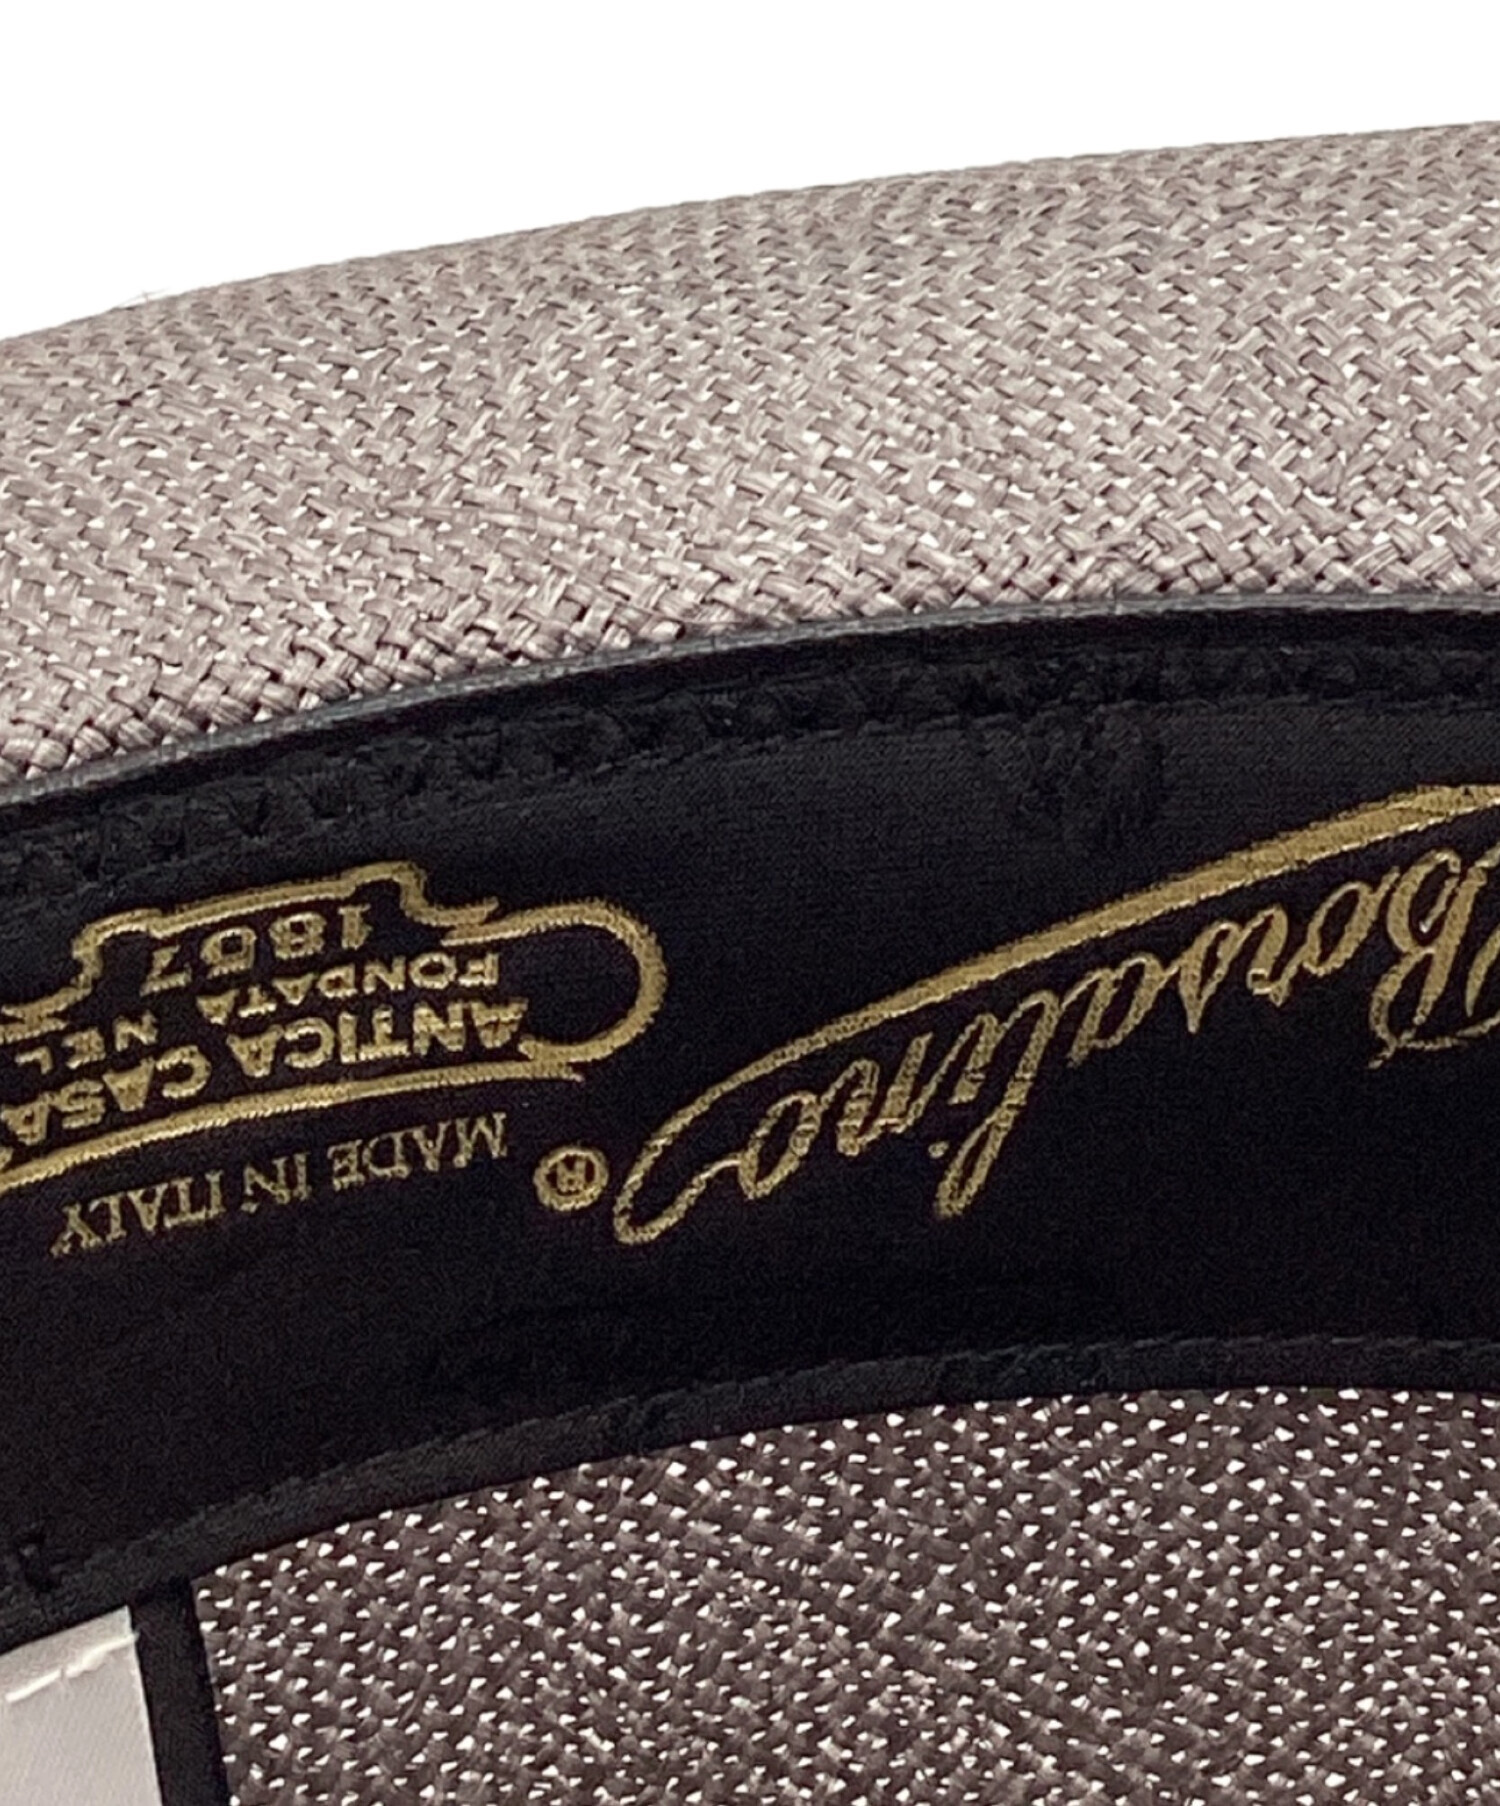 Borsalino
®
MADE IN ITALY
ANTICA CASA
FONDATA NEL
1857